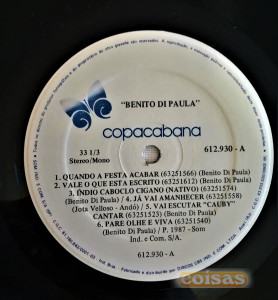 "BENITO DI PAULA"
copacabana
33 1/3
Stereo/Mono
612.930 - A
1. QUANDO A FESTA ACABAR (63251566) (Benito Di Paula)
2. VALE O QUE ESTA ESCRITO (63251612) (Benito Di Paula)
3. ÍNDIO CABOCLO CIGANO (NATIVO) (63251574)
(Benito Di Paula) / 4. JÁ VAI AMANHECER (63251558)
(Jota Velloso - Andó) / 5. VAI ESCUTAR "CAUBY"
CANTAR (63251523) (Benito Di Paula)
6. PARE OLHE E VIVA (63251540)
(Benito Di Paula) / P. 1987 - Som
Ind. e Com. S/A.
612.930 - A
coisas